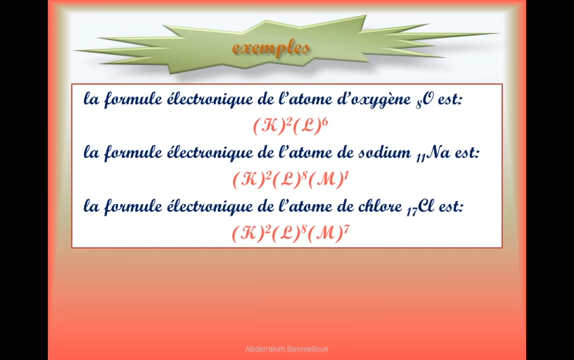 exemples
la formule électronique de l'atome d'oxygène ₈O est:
(K)²(L)⁶
la formule électronique de l'atome de sodium ₁₁Na est:
(K)²(L)⁸(M)¹
la formule électronique de l'atome de chlore ₁₇Cl est:
(K)²(L)⁸(M)⁷
Abderrahim Benmellouk